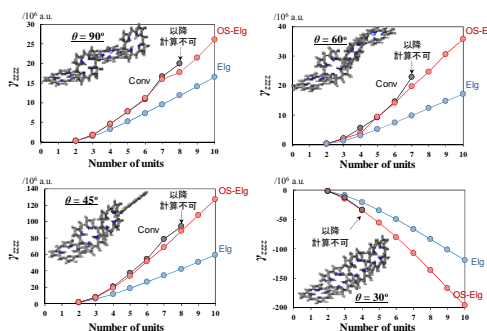 /10⁶ a.u.
30
25
20
15
10
5
0
γzzzz
θ = 90°
以降
計算不可
Conv
OS-Elg
Elg
0 1 2 3 4 5 6 7 8 9 10
Number of units
/10⁶ a.u.
40
30
20
10
0
γzzzz
θ = 60°
以降
計算不可
Conv
OS-Elg
Elg
0 1 2 3 4 5 6 7 8 9 10
Number of units
/10⁶ a.u.
140
120
100
80
60
40
20
0
γzzzz
θ = 45°
以降
計算不可
Conv
OS-Elg
Elg
0 1 2 3 4 5 6 7 8 9 10
Number of units
/10⁶ a.u.
0
-50
-100
-150
-200
γzzzz
0 1 2 3 4 5 6 7 8 9 10
Number of units
以降
計算不可
Elg
OS-Elg
θ = 30°